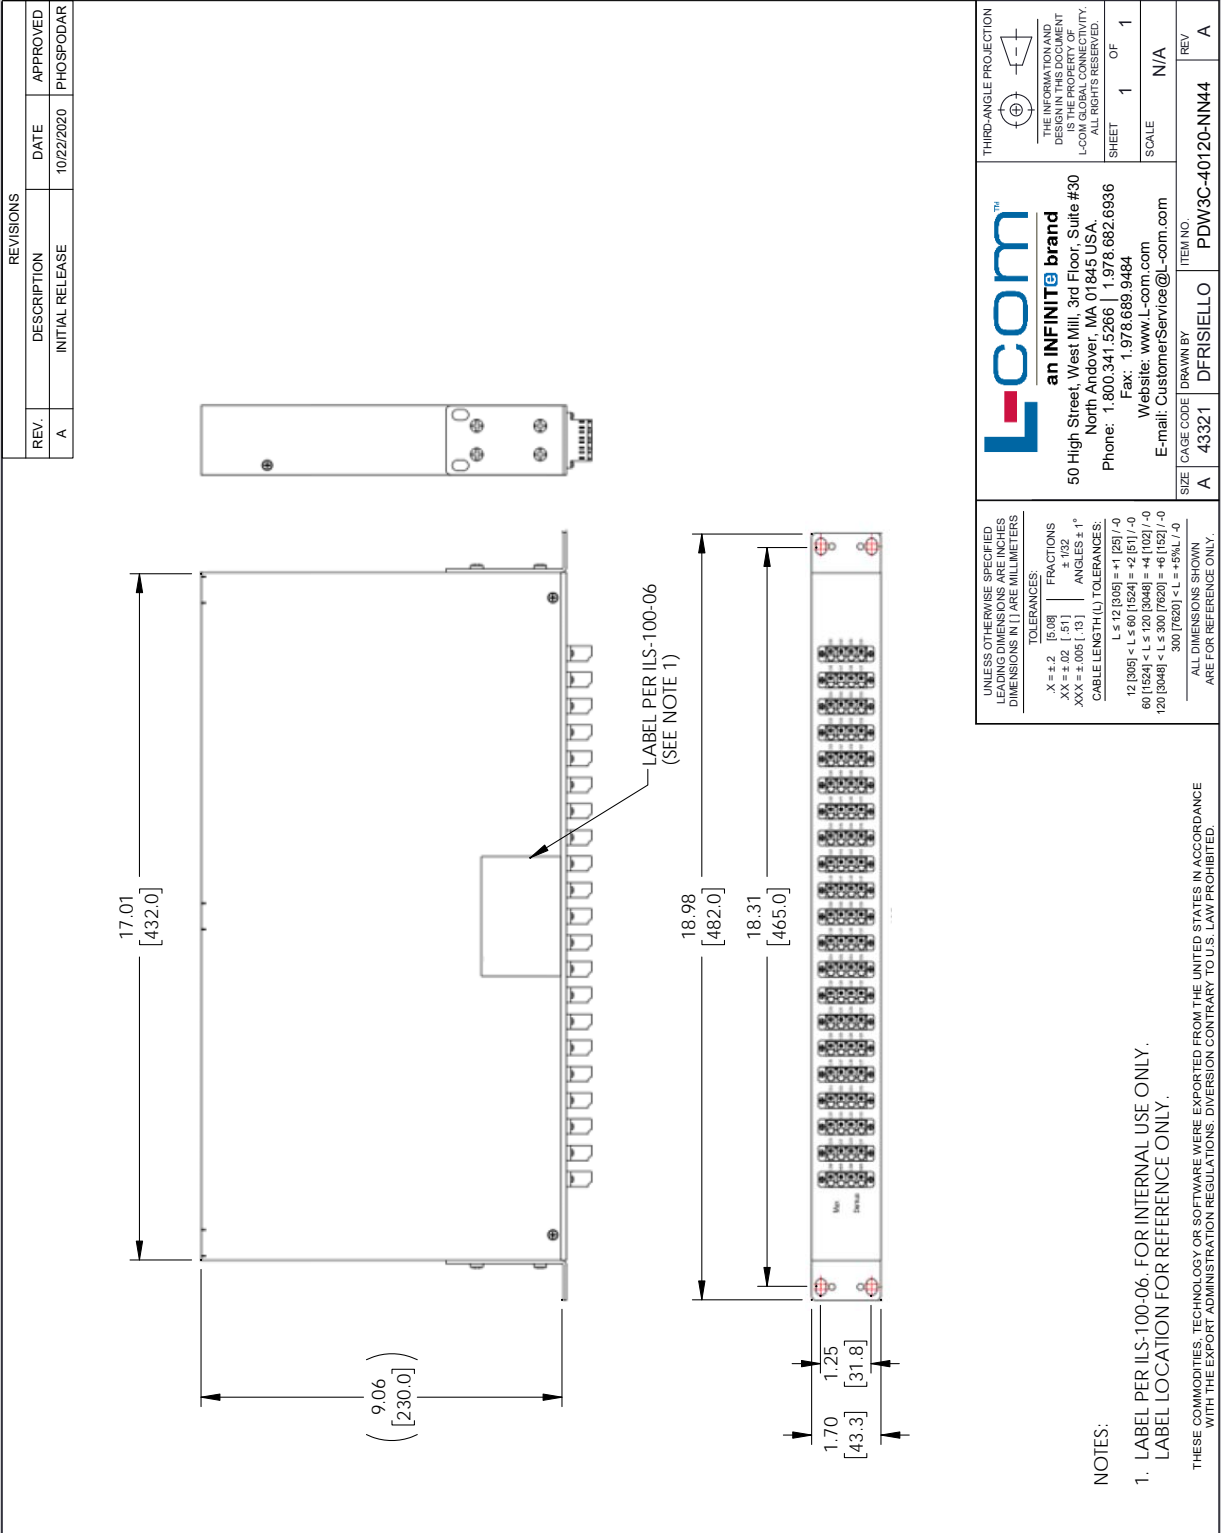 REVISIONS
REV. DESCRIPTION DATE APPROVED
A INITIAL RELEASE 10/22/2020 PHOSPODAR
17.01
[432.0]
9.06
[230.0]
LABEL PER ILS-100-06
(SEE NOTE 1)
18.98
[482.0]
18.31
[465.0]
1.25
[31.8]
1.70
[43.3]
Mux
Demux
NOTES:
1. LABEL PER ILS-100-06. FOR INTERNAL USE ONLY.
LABEL LOCATION FOR REFERENCE ONLY.
THESE COMMODITIES, TECHNOLOGY OR SOFTWARE WERE EXPORTED FROM THE UNITED STATES IN ACCORDANCE
WITH THE EXPORT ADMINISTRATION REGULATIONS. DIVERSION CONTRARY TO U.S. LAW PROHIBITED.
UNLESS OTHERWISE SPECIFIED
LEADING DIMENSIONS ARE INCHES
DIMENSIONS IN [ ] ARE MILLIMETERS
TOLERANCES:
.X = ± .2 [5.08] FRACTIONS
.XX = ± .02 [ .51] ± 1/32
.XXX = ± .005 [ .13 ] ANGLES ± 1°
CABLE LENGTH (L) TOLERANCES:
L ≤ 12 [305] = +1 [25] / -0
12 [305] < L ≤ 60 [1524] = +2 [51] / -0
60 [1524] < L ≤ 120 [3048] = +4 [102] / -0
120 [3048] < L ≤ 300 [7620] = +6 [152] / -0
300 [7620] < L = +5%L / -0
ALL DIMENSIONS SHOWN
ARE FOR REFERENCE ONLY.
L-com™
an INFINITe brand
50 High Street, West Mill, 3rd Floor, Suite #30
North Andover, MA 01845 USA.
Phone: 1.800.341.5266 | 1.978.682.6936
Fax: 1.978.689.9484
Website: www.L-com.com
E-mail: CustomerService@L-com.com
THIRD-ANGLE PROJECTION
THE INFORMATION AND
DESIGN IN THIS DOCUMENT
IS THE PROPERTY OF
L-COM GLOBAL CONNECTIVITY.
ALL RIGHTS RESERVED.
SHEET 1 OF 1
SCALE N/A
SIZE A
CAGE CODE 43321
DRAWN BY DFRISIELLO
ITEM NO. PDW3C-40120-NN44
REV A